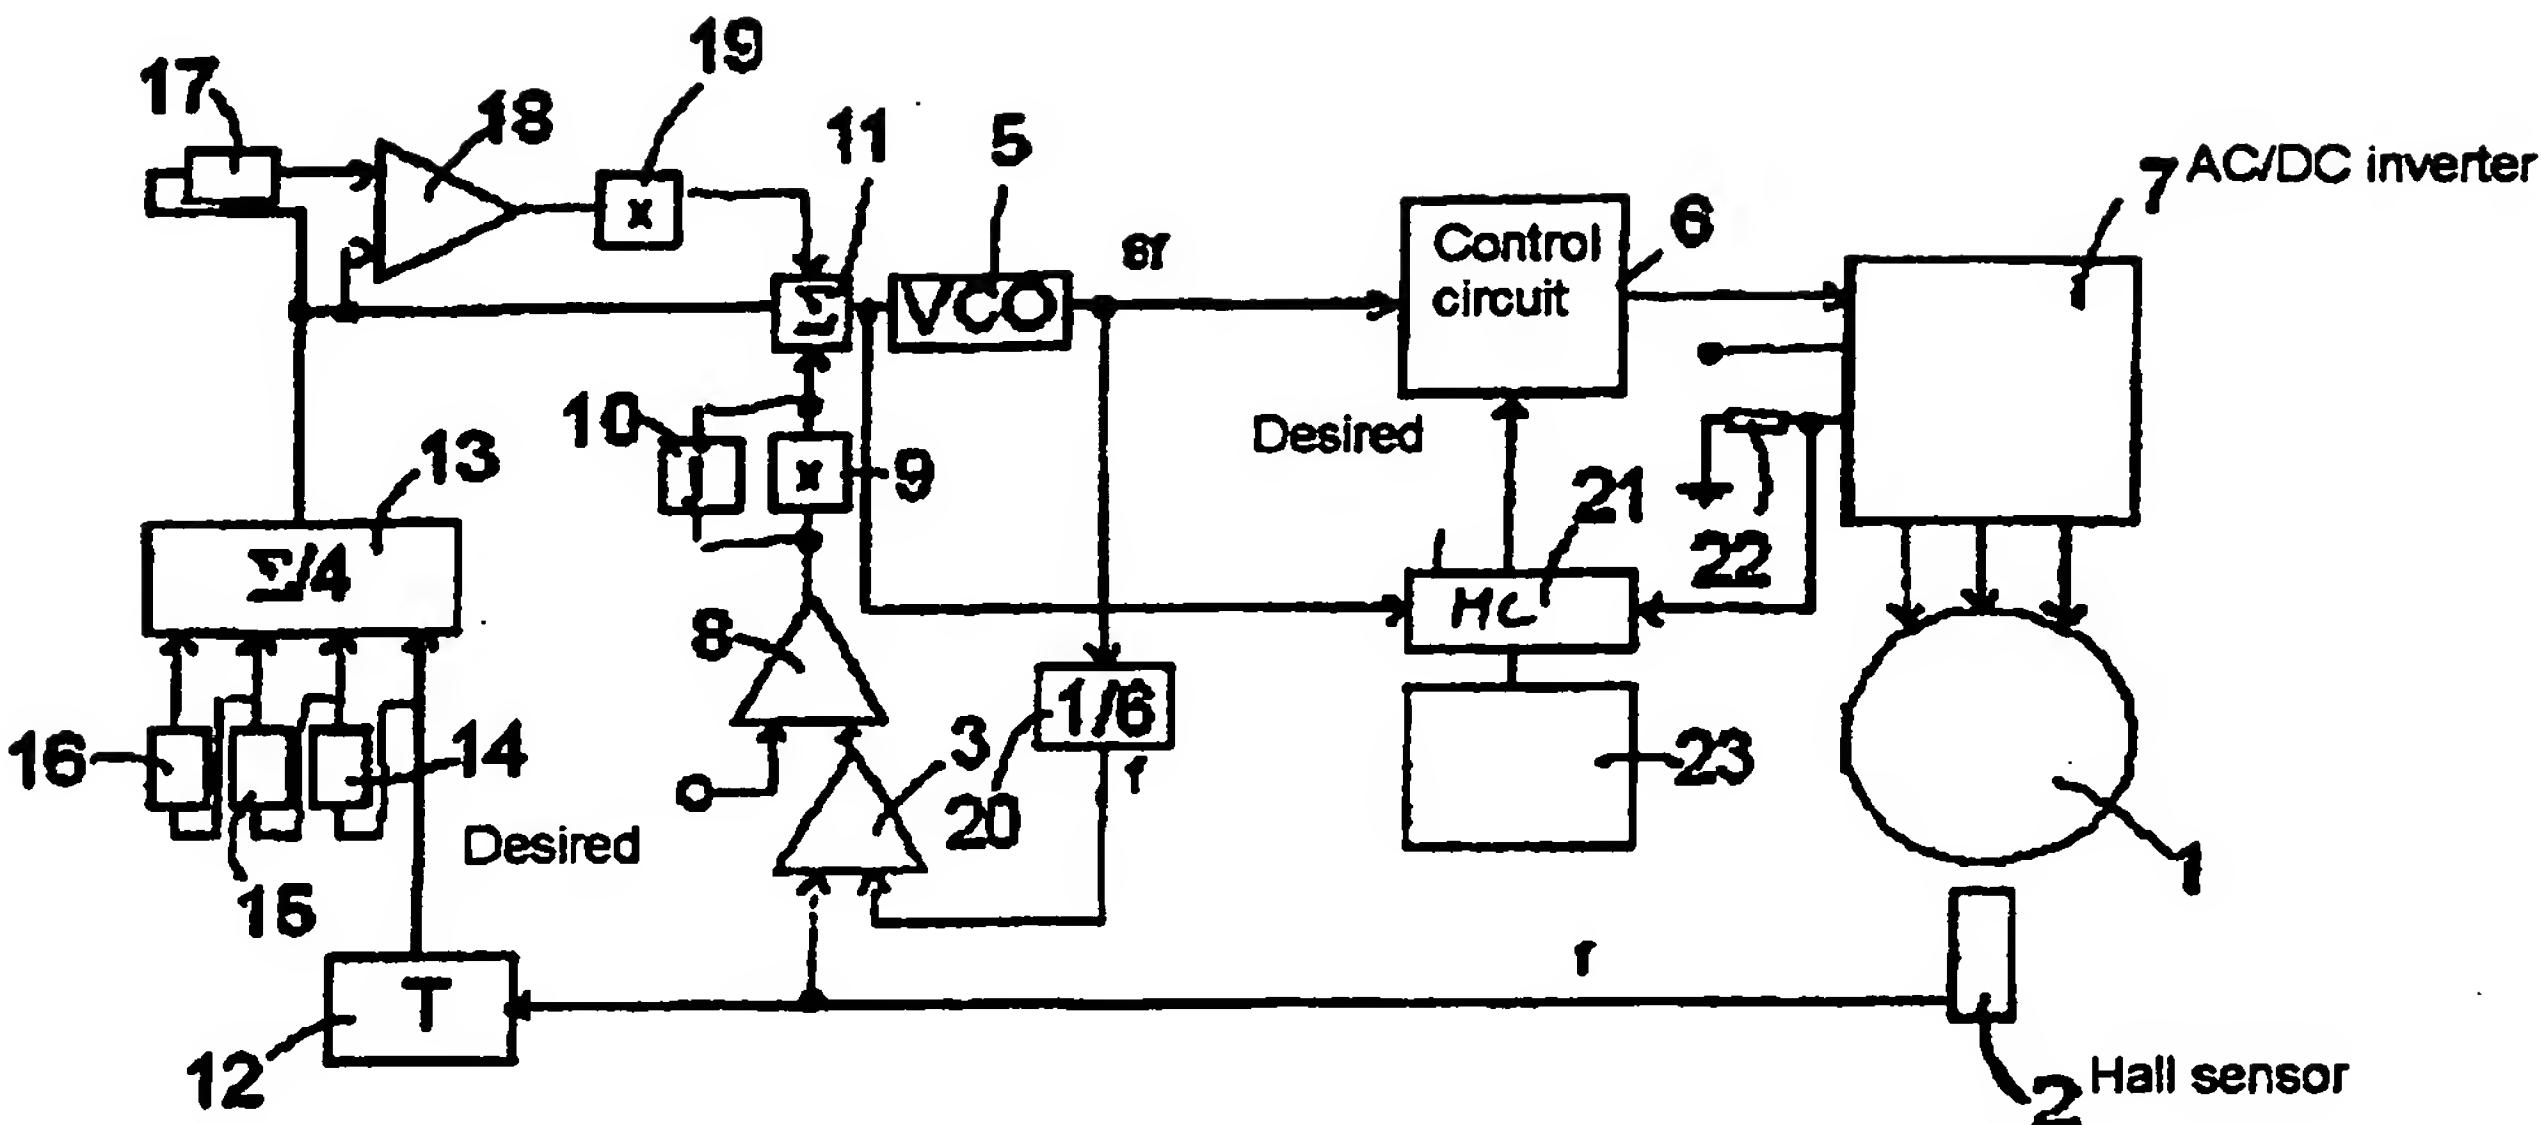 19
17
18
11
5
7 AC/DC inverter
x
6
Control
circuit
Σ
VCO
10
Desired
13
x
9
21
Σ/4
22
HC
8
1/6
16
14
3
f
23
20
Desired
15
1
f
T
12
2 Hall sensor